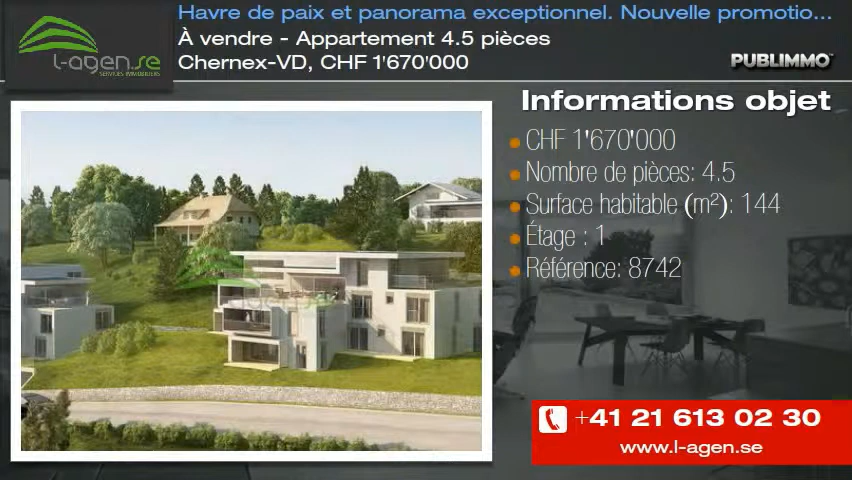 Havre de paix et panorama exceptionnel. Nouvelle promotio...
À vendre - Appartement 4.5 pièces
Chernex-VD, CHF 1'670'000
l-agen.se
SERVICES IMMOBILIERS
PUBLIMMO
Informations objet
CHF 1'670'000
Nombre de pièces: 4.5
Surface habitable (m²): 144
Étage : 1
Référence: 8742
+41 21 613 02 30
www.l-agen.se